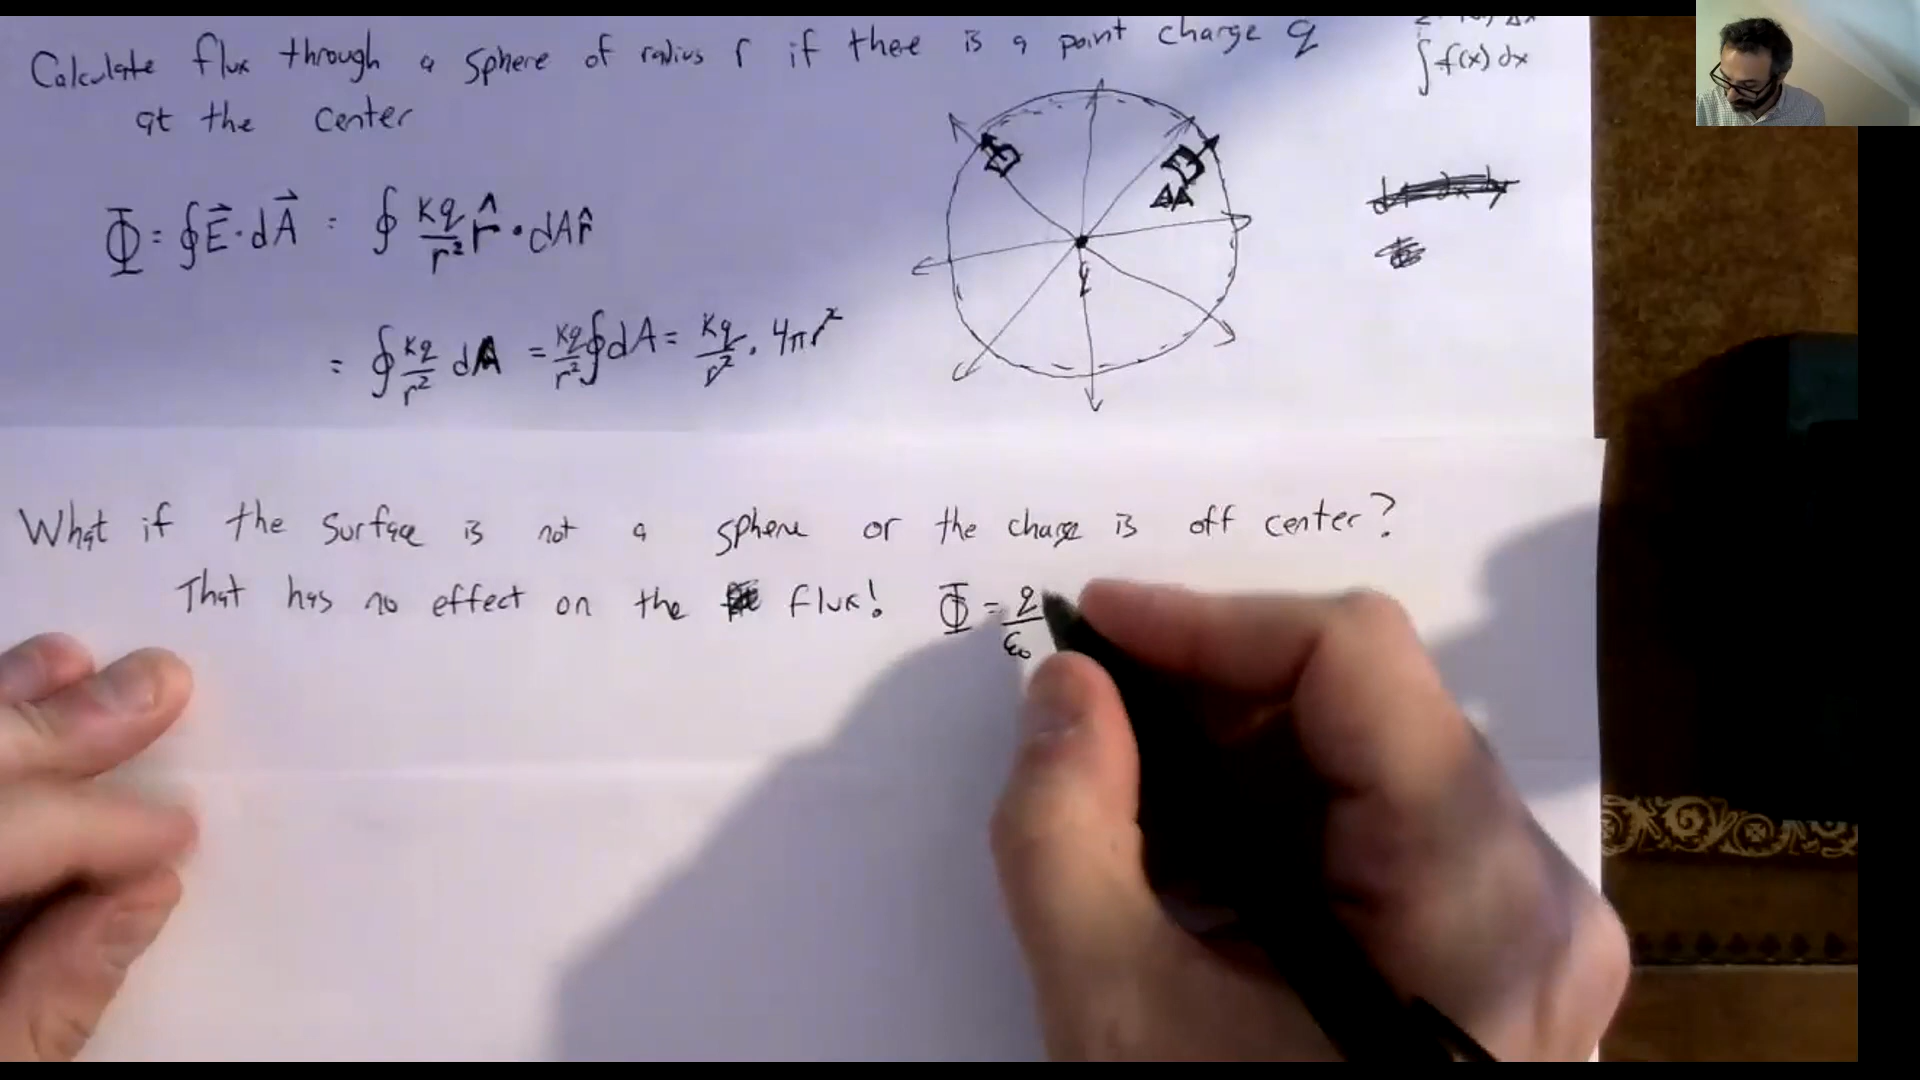 Calculate flux through a sphere of radius r if there is a point charge q
at the center
∫f(x)dx
Φ = ∮E⃗·dA⃗ = ∮ kq/r² r̂ · dA r̂
= ∮ kq/r² dA = kq/r² ∮dA = kq/r² · 4πr²
ΔA
q
What if the surface is not a sphere or the charge is off center?
That has no effect on the flux! Φ = q/ε₀